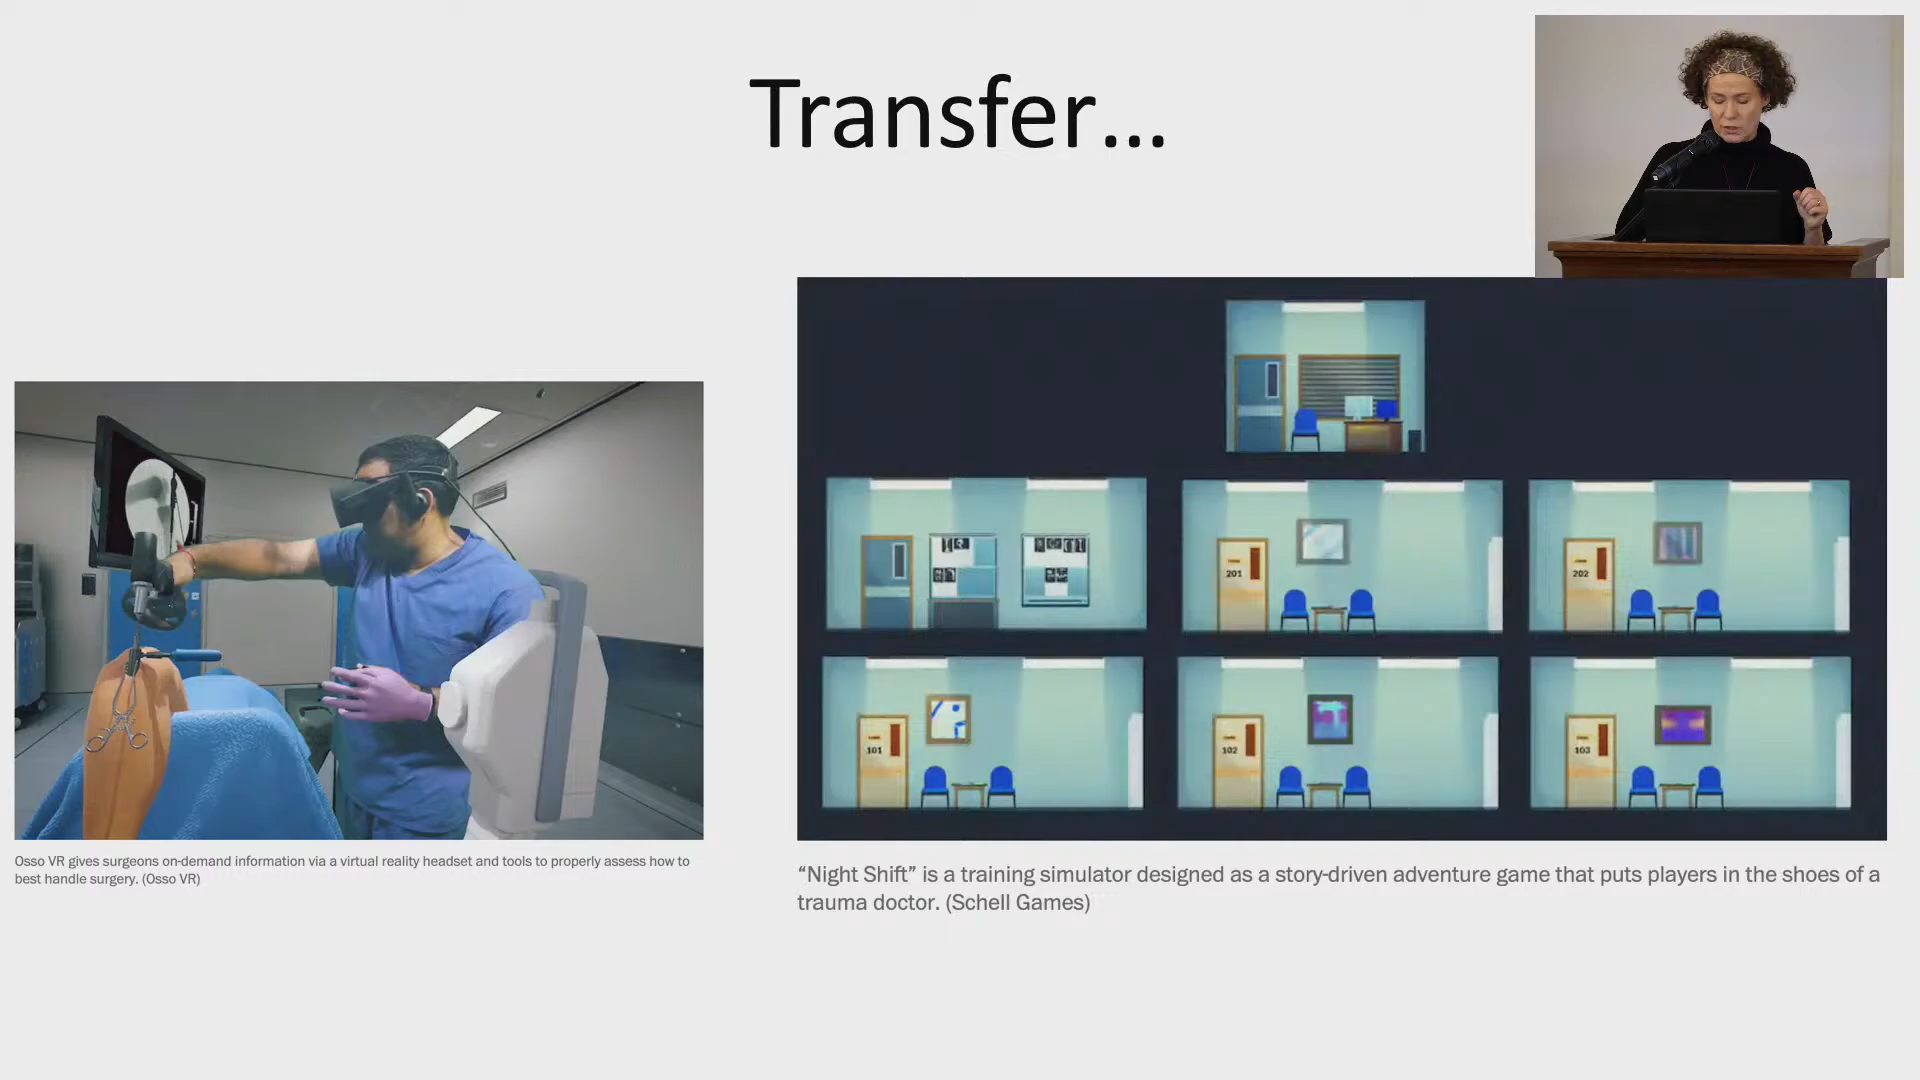 Transfer...
Osso VR gives surgeons on-demand information via a virtual reality headset and tools to properly assess how to
best handle surgery. (Osso VR)
201
202
101
102
103
“Night Shift” is a training simulator designed as a story-driven adventure game that puts players in the shoes of a
trauma doctor. (Schell Games)